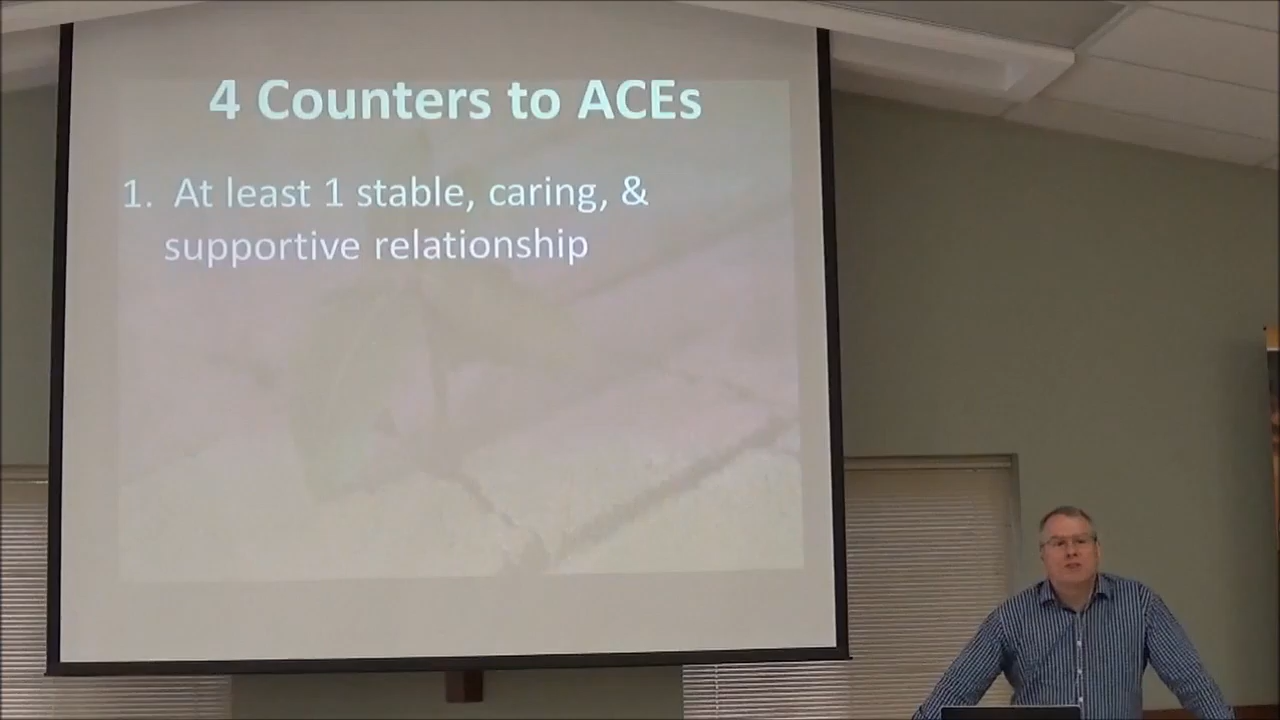 4 Counters to ACEs
1. At least 1 stable, caring, &
supportive relationship